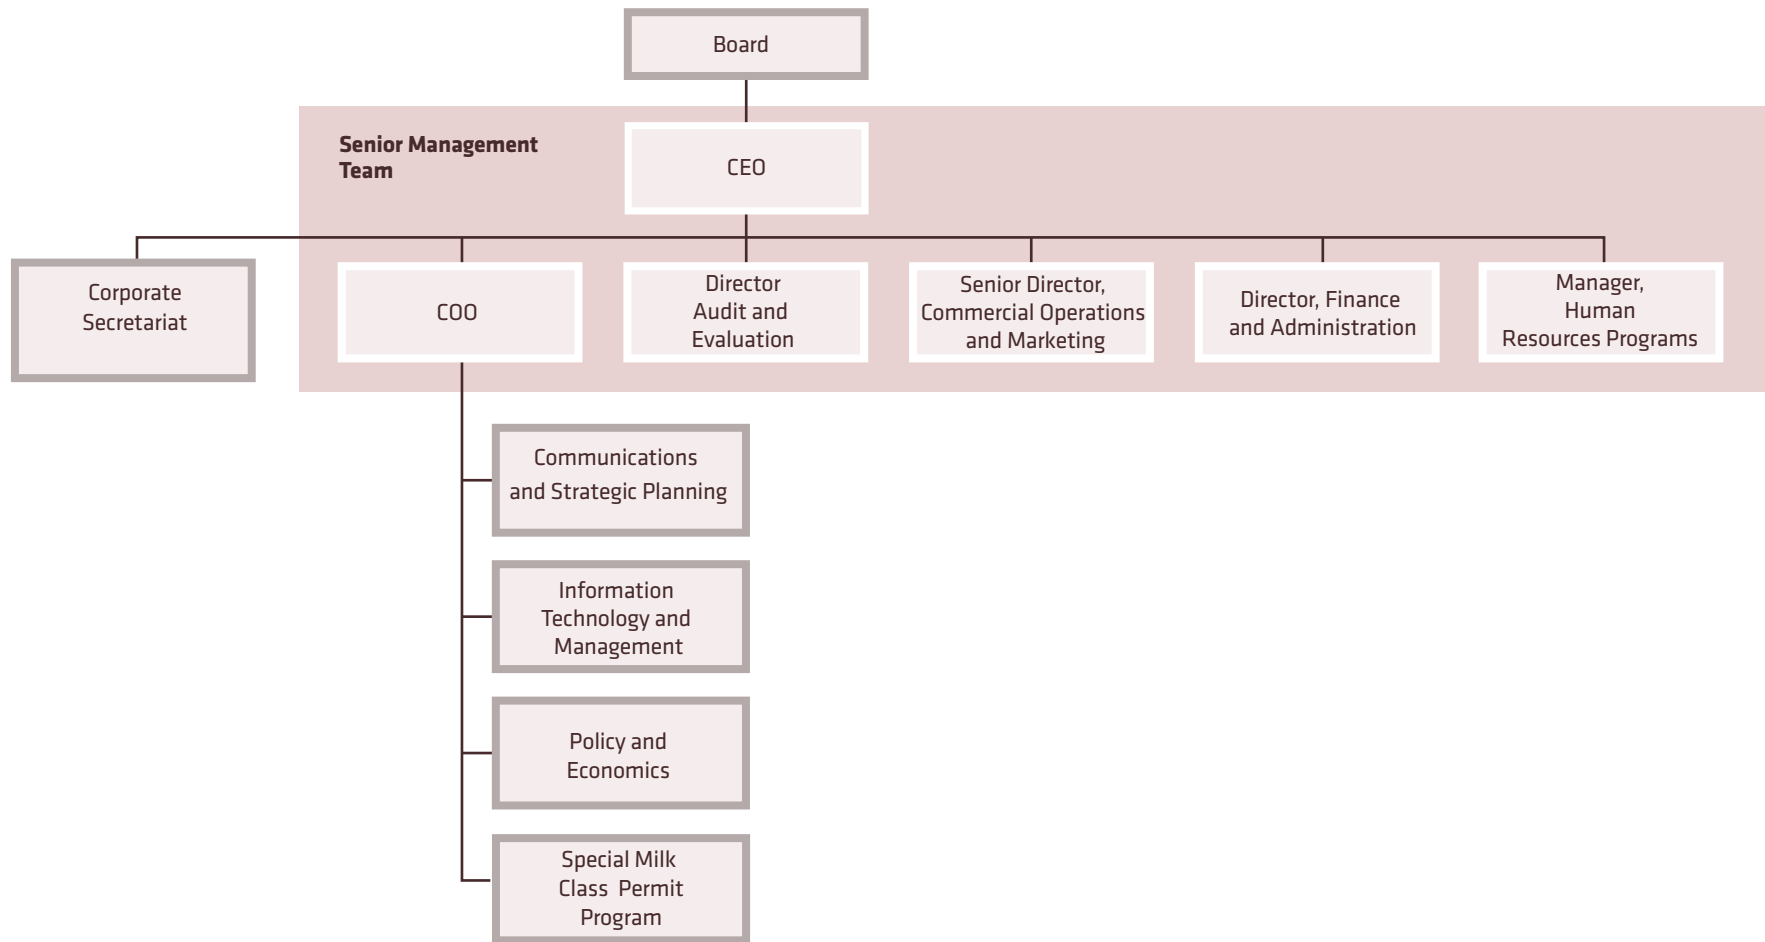 Board
Senior Management
Team
CEO
Corporate
Secretariat
COO
Director
Audit and
Evaluation
Senior Director,
Commercial Operations
and Marketing
Director, Finance
and Administration
Manager,
Human
Resources Programs
Communications
and Strategic Planning
Information
Technology and
Management
Policy and
Economics
Special Milk
Class Permit
Program